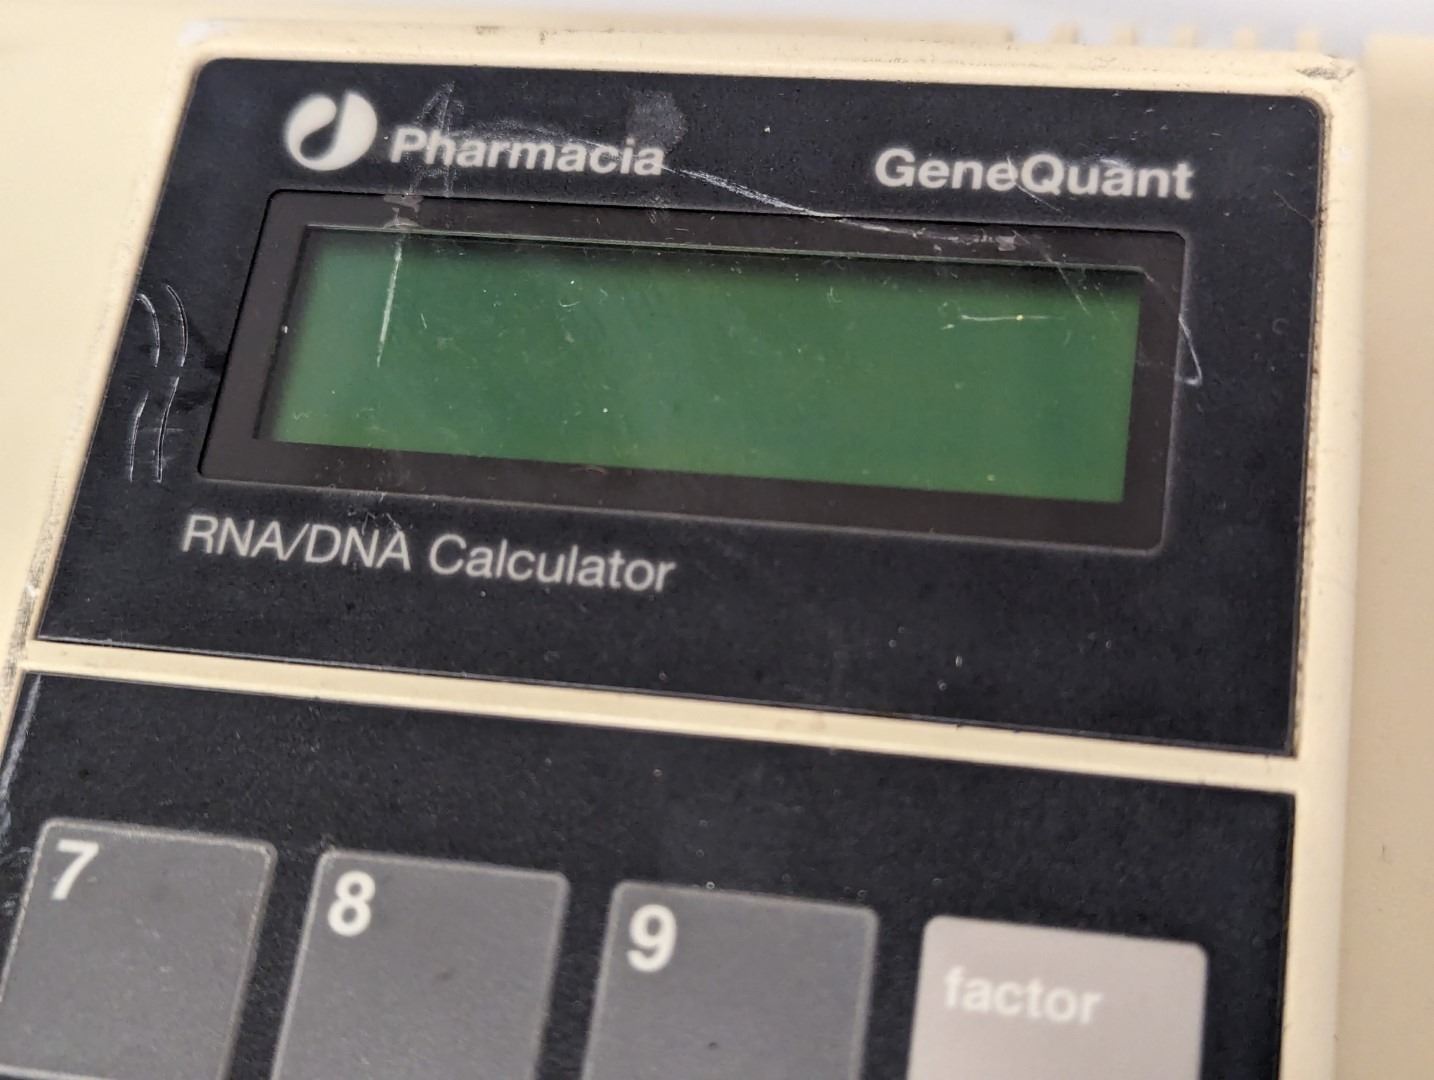 Pharmacia
GeneQuant
RNA/DNA Calculator
7
8
9
factor